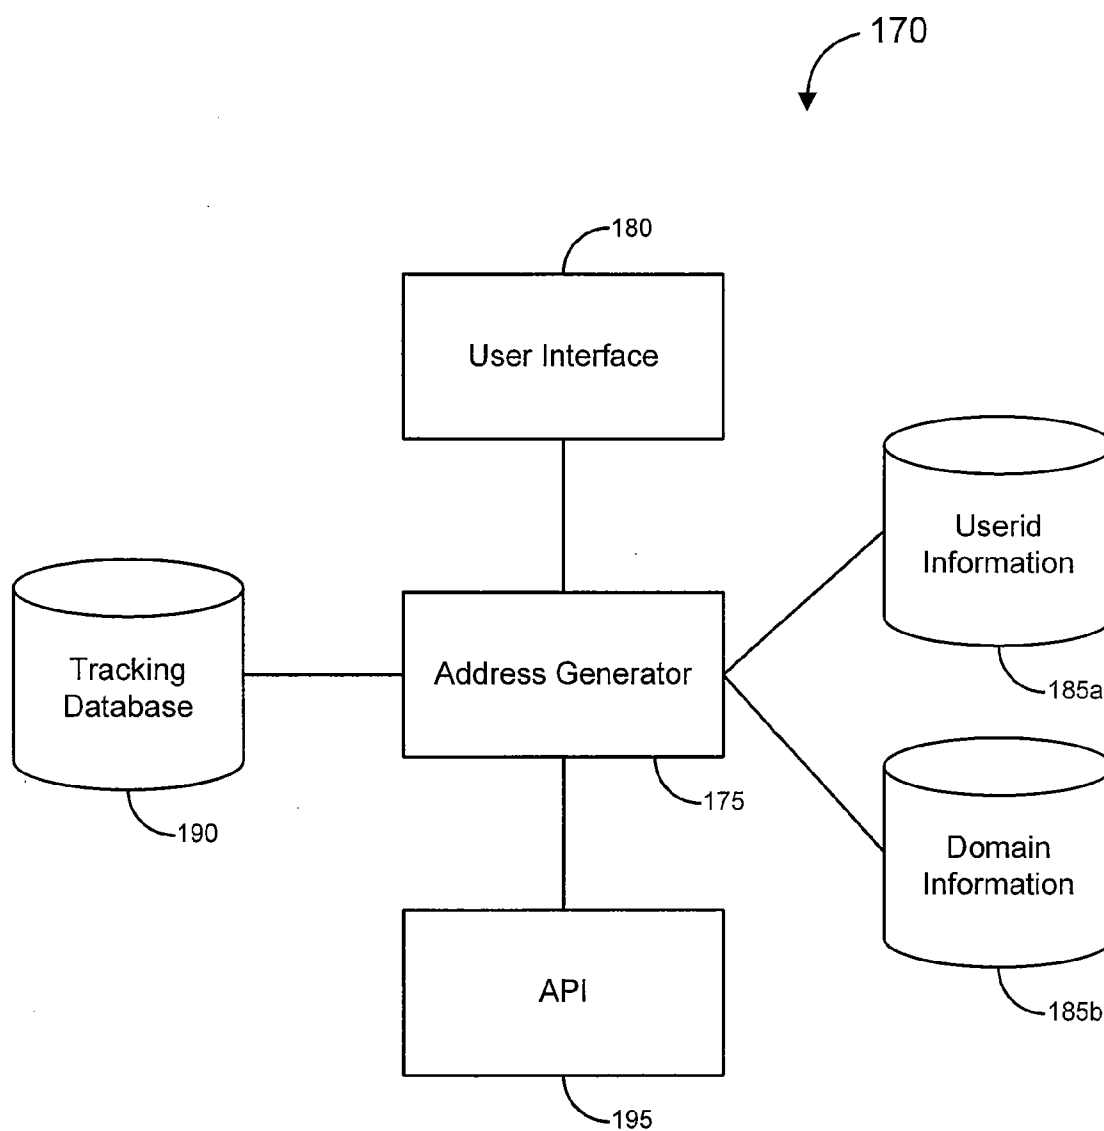 170
180
User Interface
Userid
Information
185a
Tracking
Database
190
Address Generator
175
Domain
Information
185b
API
195